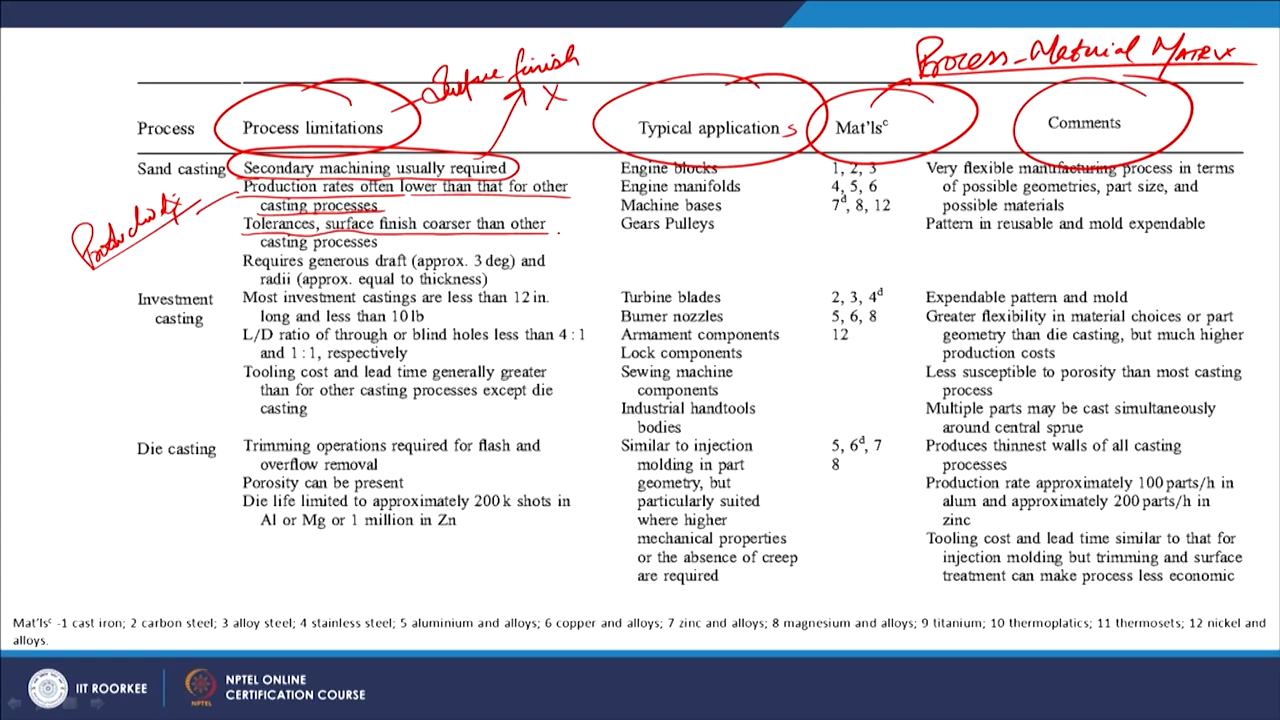 Process-Material MATRIX
Surface finish
X
Process
Process limitations
Typical application s
Mat'lsᶜ
Comments
Sand casting
Secondary machining usually required
Production rates often lower than that for other
casting processes
Tolerances, surface finish coarser than other
casting processes
Requires generous draft (approx. 3 deg) and
radii (approx. equal to thickness)
Engine blocks
Engine manifolds
Machine bases
Gears Pulleys
1, 2, 3
4, 5, 6
7ᵈ, 8, 12
Very flexible manufacturing process in terms
of possible geometries, part size, and
possible materials
Pattern in reusable and mold expendable
Productivity
Investment
casting
Most investment castings are less than 12 in.
long and less than 10 lb
L/D ratio of through or blind holes less than 4 : 1
and 1 : 1, respectively
Tooling cost and lead time generally greater
than for other casting processes except die
casting
Turbine blades
Burner nozzles
Armament components
Lock components
Sewing machine
components
Industrial handtools
bodies
2, 3, 4ᵈ
5, 6, 8
12
Expendable pattern and mold
Greater flexibility in material choices or part
geometry than die casting, but much higher
production costs
Less susceptible to porosity than most casting
process
Multiple parts may be cast simultaneously
around central sprue
Die casting
Trimming operations required for flash and
overflow removal
Porosity can be present
Die life limited to approximately 200 k shots in
Al or Mg or 1 million in Zn
Similar to injection
molding in part
geometry, but
particularly suited
where higher
mechanical properties
or the absence of creep
are required
5, 6ᵈ, 7
8
Produces thinnest walls of all casting
processes
Production rate approximately 100 parts/h in
alum and approximately 200 parts/h in
zinc
Tooling cost and lead time similar to that for
injection molding but trimming and surface
treatment can make process less economic
Mat'lsᶜ -1 cast iron; 2 carbon steel; 3 alloy steel; 4 stainless steel; 5 aluminium and alloys; 6 copper and alloys; 7 zinc and alloys; 8 magnesium and alloys; 9 titanium; 10 thermoplatics; 11 thermosets; 12 nickel and
alloys.
IIT ROORKEE
NPTEL
NPTEL ONLINE
CERTIFICATION COURSE